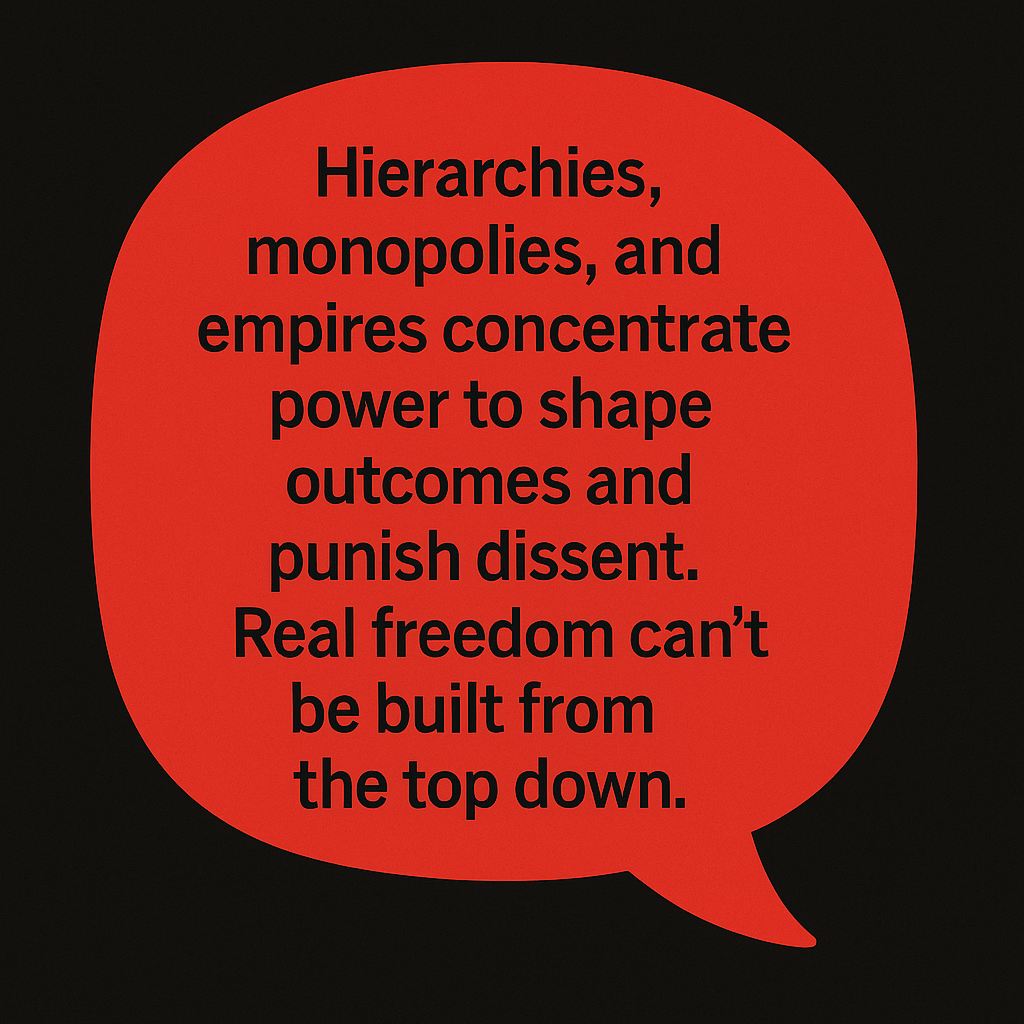 Hierarchies,
monopolies, and
empires concentrate
power to shape
outcomes and
punish dissent.
Real freedom can’t
be built from
the top down.